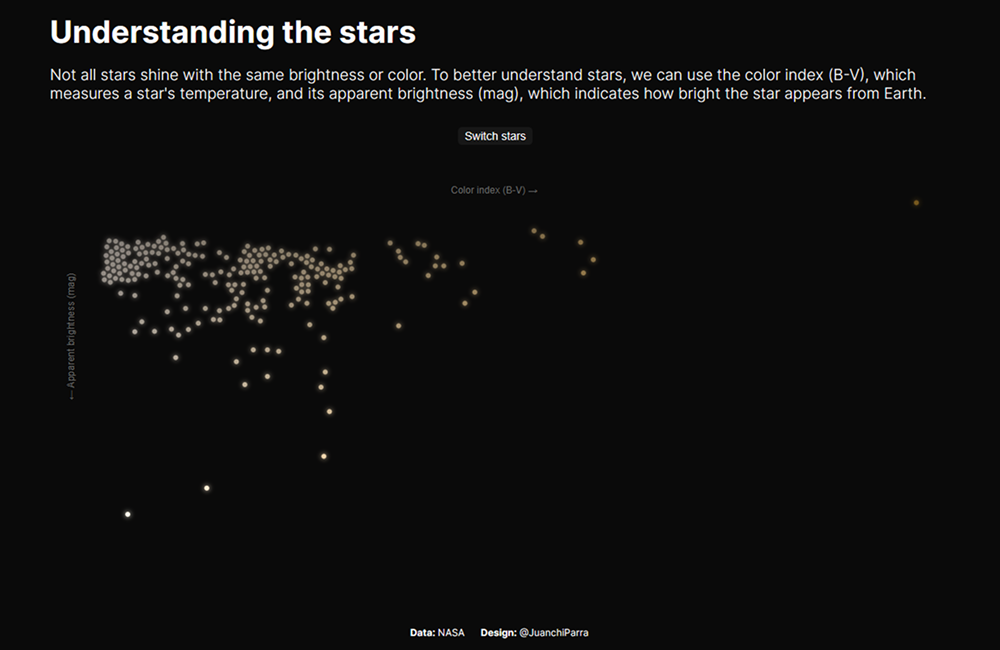 Understanding the stars
Not all stars shine with the same brightness or color. To better understand stars, we can use the color index (B-V), which
measures a star's temperature, and its apparent brightness (mag), which indicates how bright the star appears from Earth.
Switch stars
Color index (B-V) →
← Apparent brightness (mag)
Data: NASA Design: @JuanchiParra